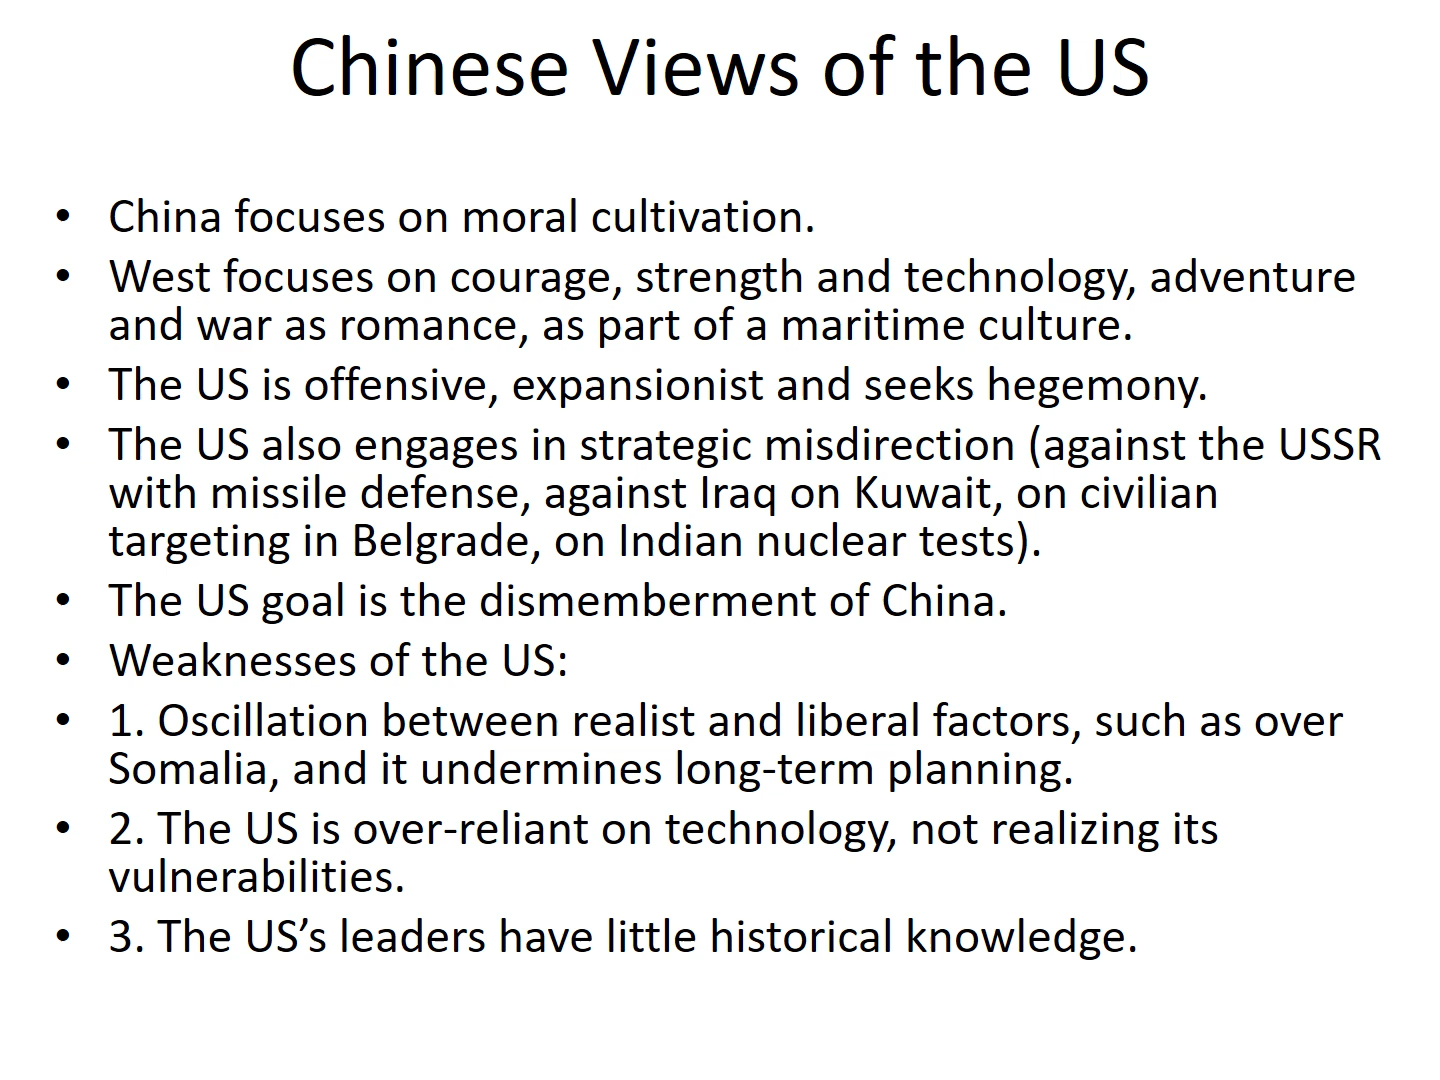 Chinese Views of the US
• China focuses on moral cultivation.
• West focuses on courage, strength and technology, adventure
and war as romance, as part of a maritime culture.
• The US is offensive, expansionist and seeks hegemony.
• The US also engages in strategic misdirection (against the USSR
with missile defense, against Iraq on Kuwait, on civilian
targeting in Belgrade, on Indian nuclear tests).
• The US goal is the dismemberment of China.
• Weaknesses of the US:
• 1. Oscillation between realist and liberal factors, such as over
Somalia, and it undermines long-term planning.
• 2. The US is over-reliant on technology, not realizing its
vulnerabilities.
• 3. The US’s leaders have little historical knowledge.